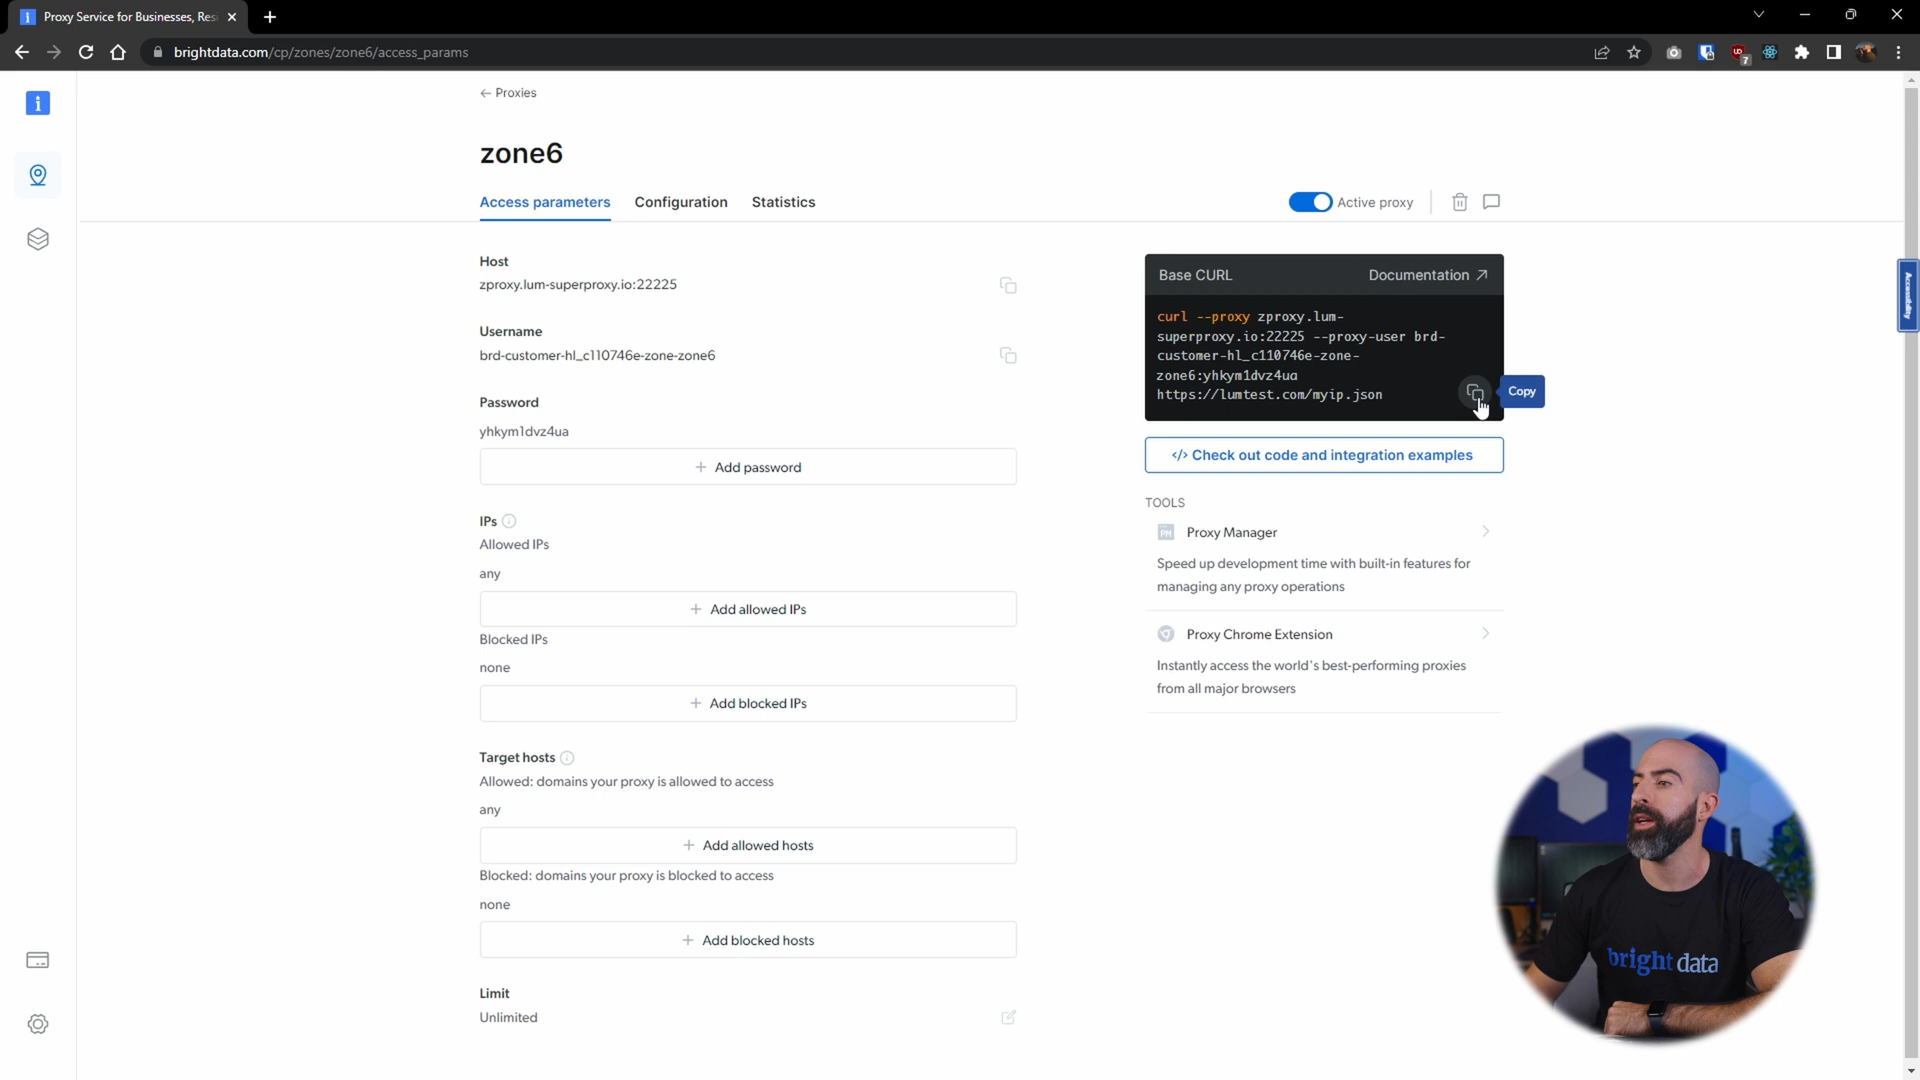 Proxy Service for Businesses, Resi
brightdata.com/cp/zones/zone6/access_params
7
← Proxies
zone6
Access parameters Configuration Statistics
Active proxy
Host
zproxy.lum-superproxy.io:22225
Username
brd-customer-hl_c110746e-zone-zone6
Password
yhkym1dvz4ua
+ Add password
IPs
Allowed IPs
any
+ Add allowed IPs
Blocked IPs
none
+ Add blocked IPs
Target hosts
Allowed: domains your proxy is allowed to access
any
+ Add allowed hosts
Blocked: domains your proxy is blocked to access
none
+ Add blocked hosts
Limit
Unlimited
Base CURL Documentation ↗
curl --proxy zproxy.lum-
superproxy.io:22225 --proxy-user brd-
customer-hl_c110746e-zone-
zone6:yhkym1dvz4ua
https://lumtest.com/myip.json
Copy
</> Check out code and integration examples
TOOLS
PM Proxy Manager
Speed up development time with built-in features for
managing any proxy operations
Proxy Chrome Extension
Instantly access the world's best-performing proxies
from all major browsers
Accessibility
bright data